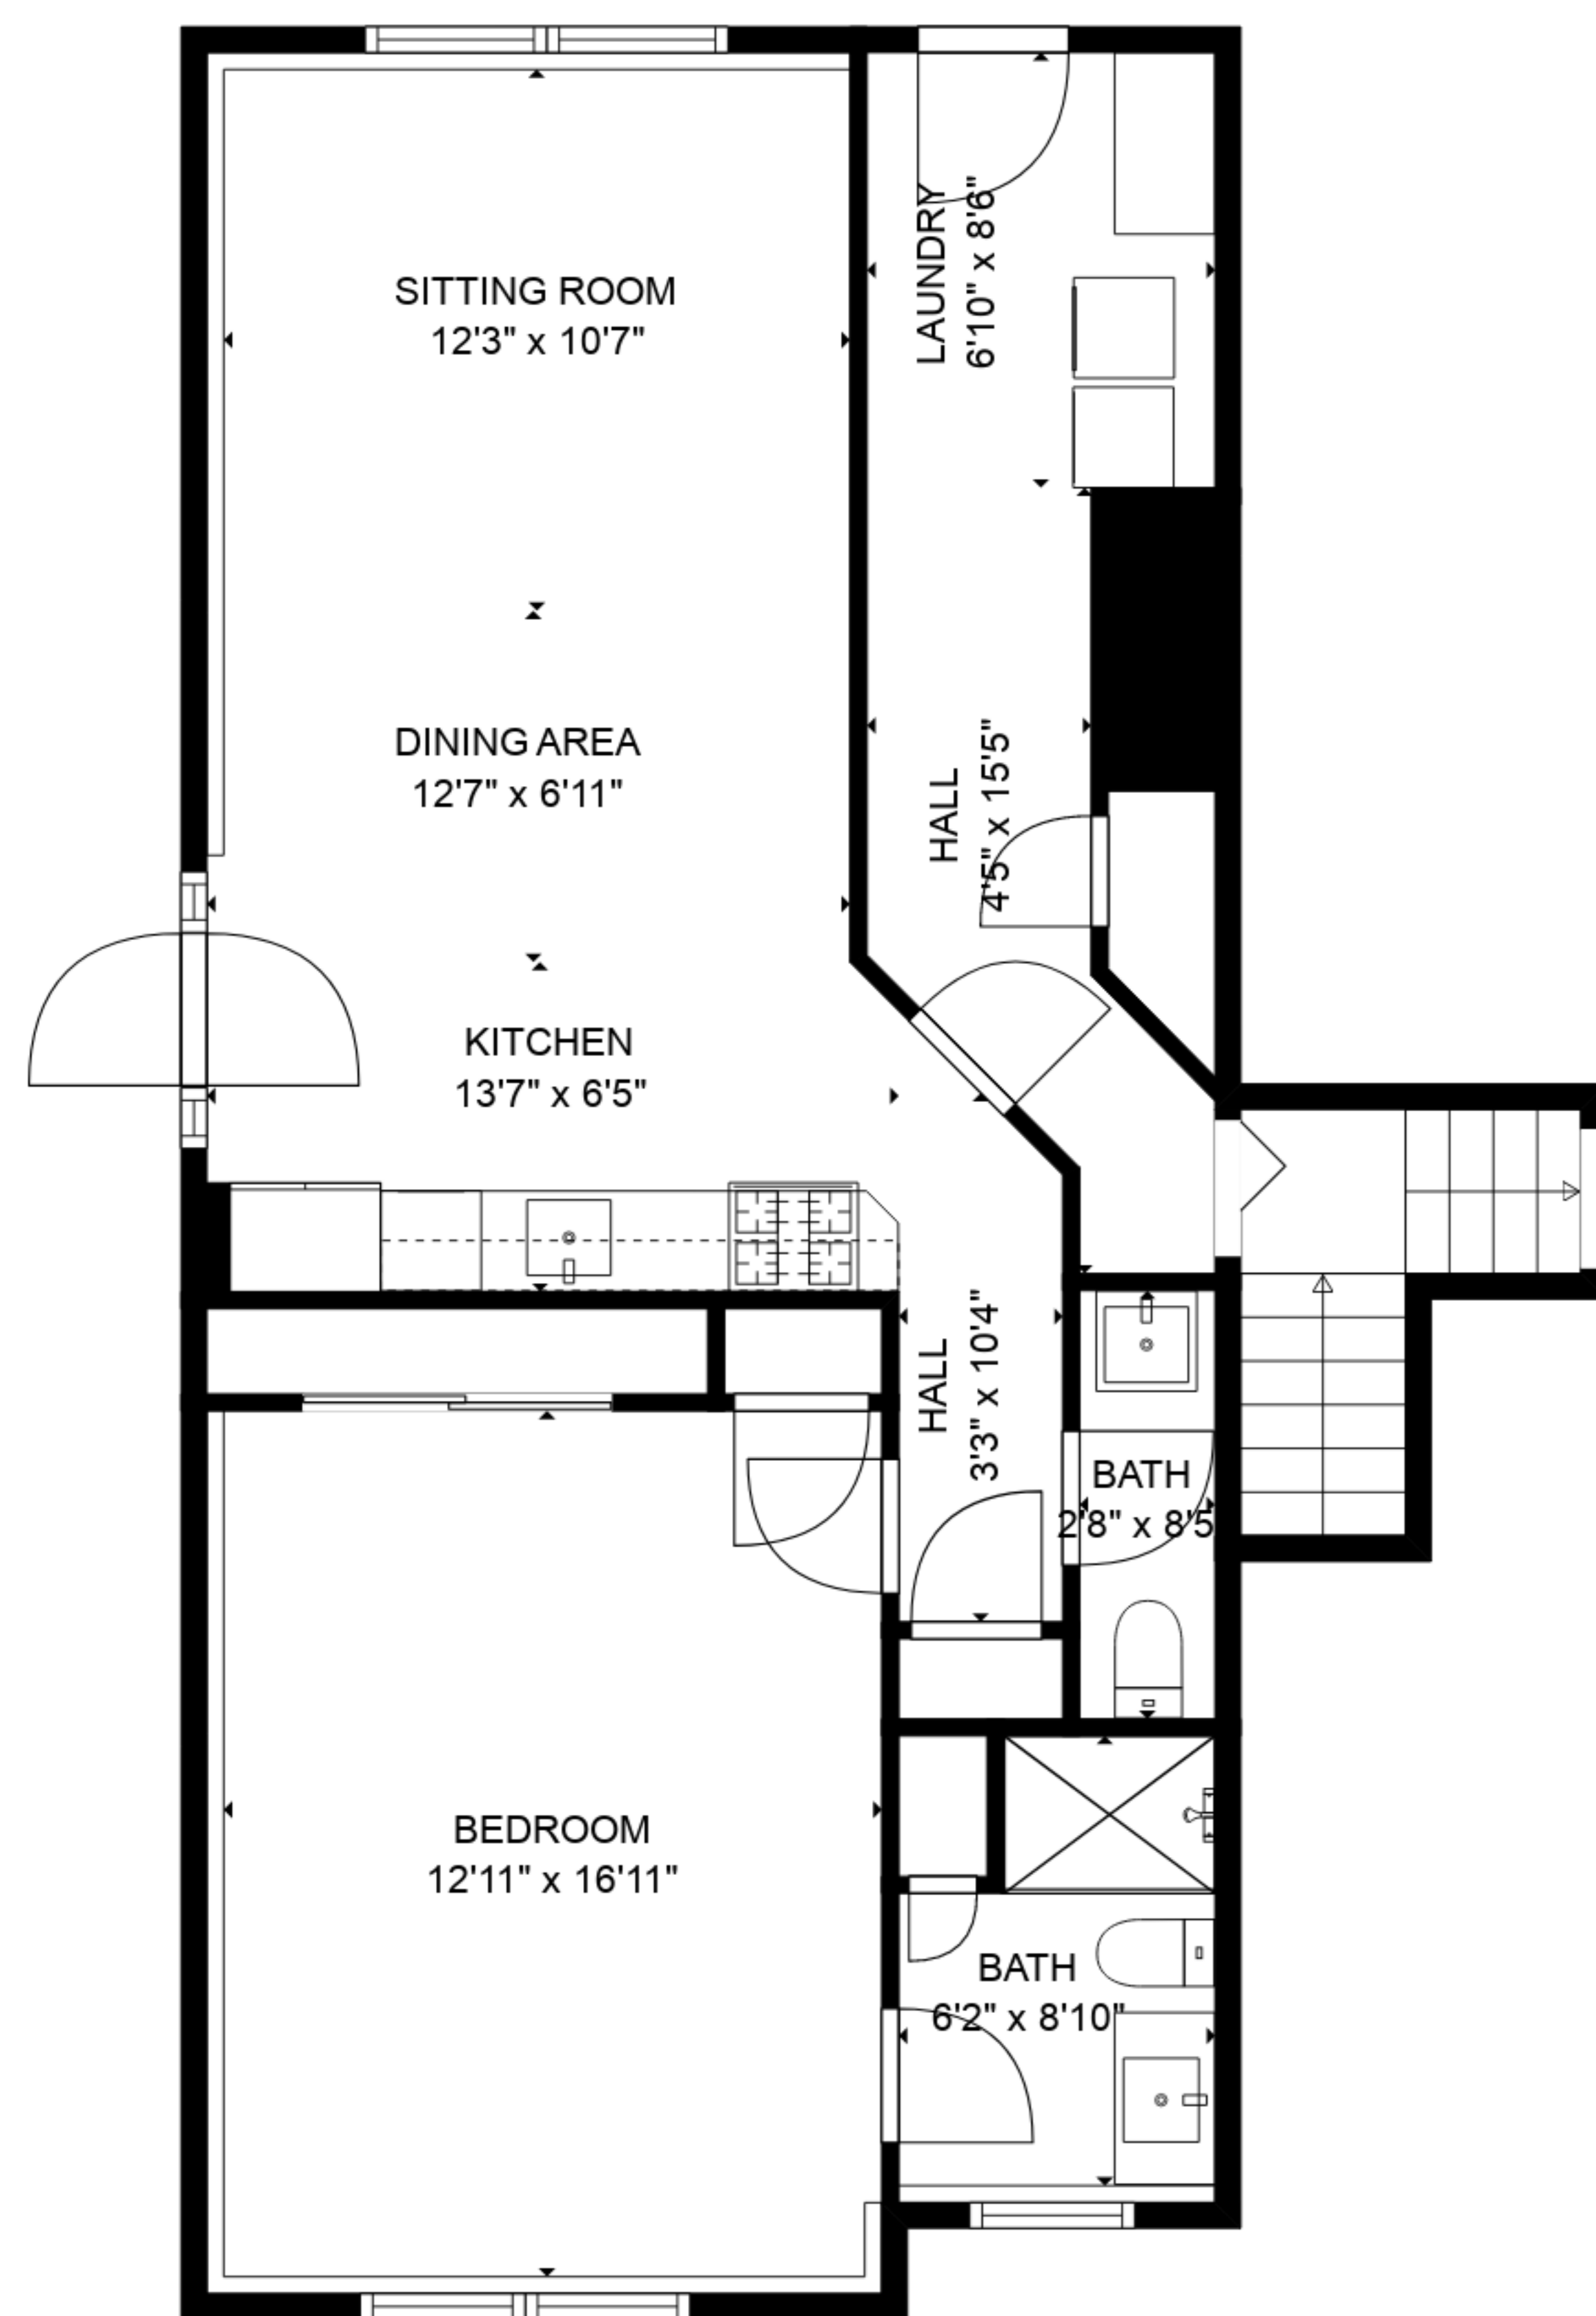 SITTING ROOM
12'3" x 10'7"
LAUNDRY
6'10" x 8'6"
DINING AREA
12'7" x 6'11"
HALL
4'5" x 15'5"
KITCHEN
13'7" x 6'5"
HALL
3'3" x 10'4"
BATH
2'8" x 8'5
BEDROOM
12'11" x 16'11"
BATH
6'2" x 8'10"